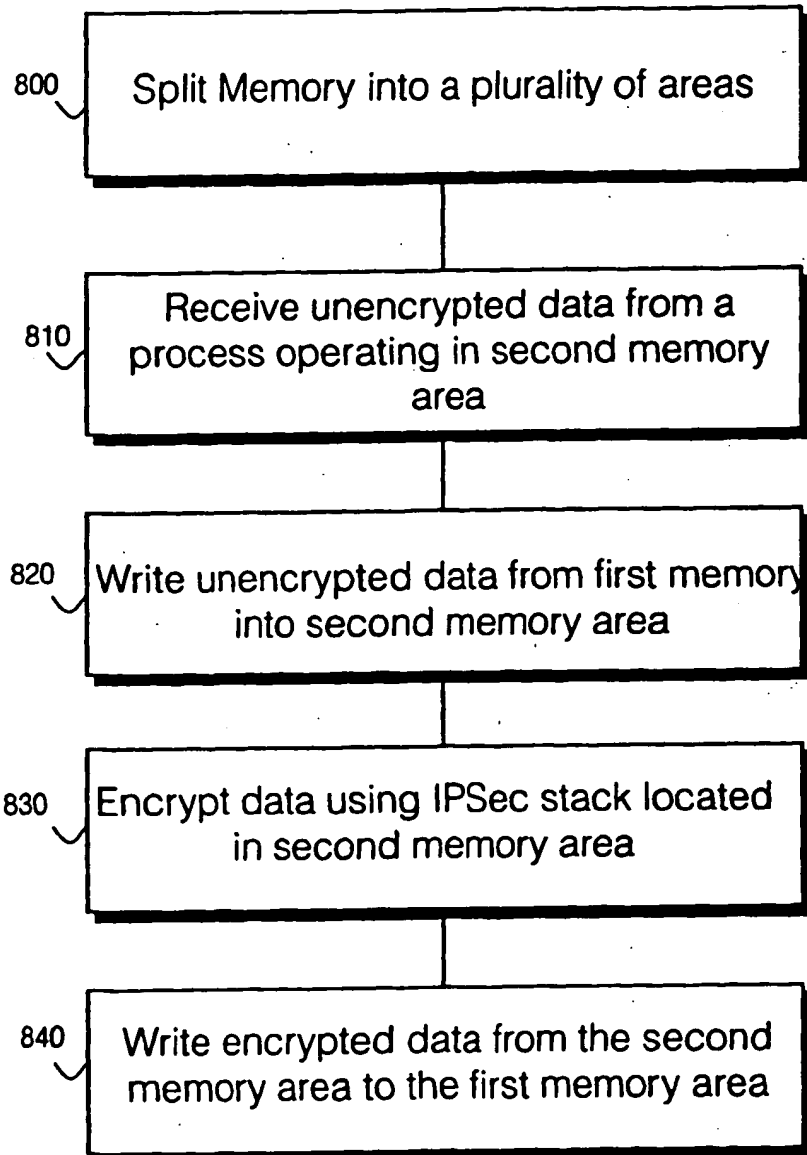 800
Split Memory into a plurality of areas
810
Receive unencrypted data from a
process operating in second memory
area
820
Write unencrypted data from first memory
into second memory area
830
Encrypt data using IPSec stack located
in second memory area
840
Write encrypted data from the second
memory area to the first memory area